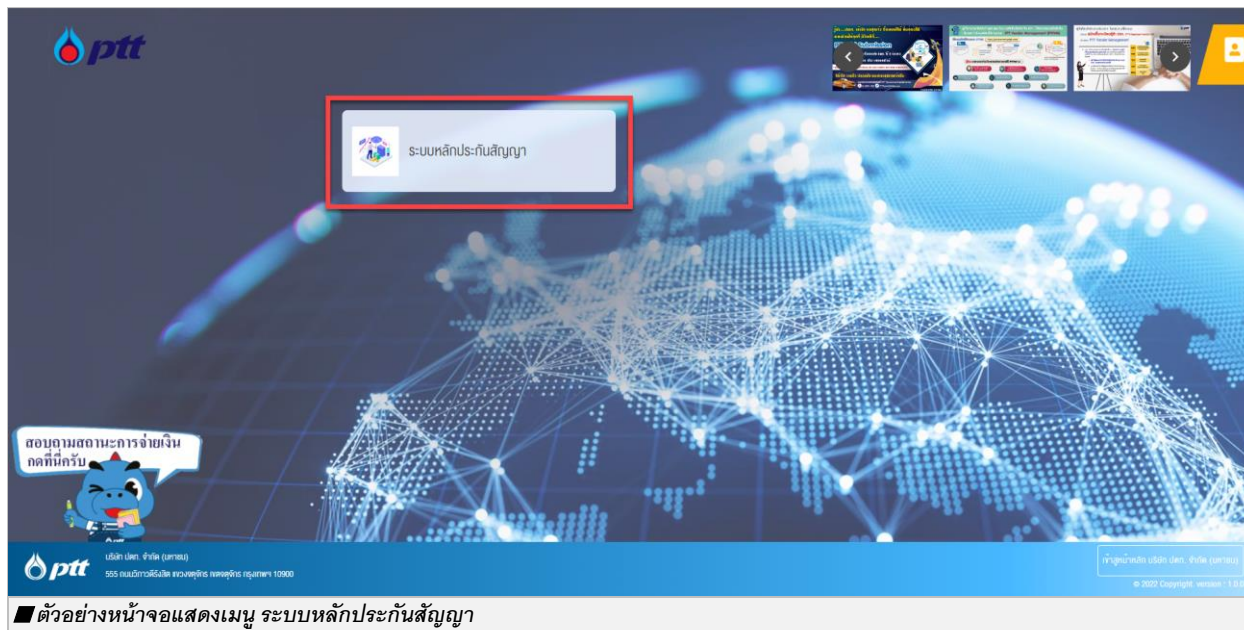 ptt
ระบบหลักประกันสัญญา
สอบถามสถานะการจ่ายเงิน
กดที่นี่ครับ
ptt
บริษัท ปตท. จำกัด (มหาชน)
555 ถนนวิภาวดีรังสิต แขวงจตุจักร เขตจตุจักร กรุงเทพฯ 10900
เข้าสู่หน้าหลัก บริษัท ปตท. จำกัด (มหาชน)
© 2022 Copyright. version : 1.0.0
ตัวอย่างหน้าจอแสดงเมนู ระบบหลักประกันสัญญา